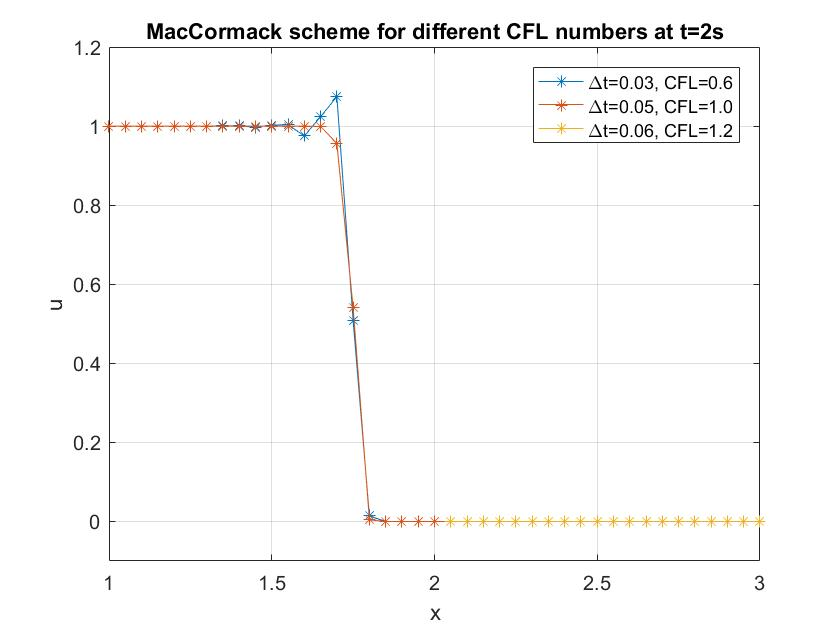 MacCormack scheme for different CFL numbers at t=2s
1.2
1
0.8
0.6
0.4
0.2
0
u
1
1.5
2
2.5
3
x
Δt=0.03, CFL=0.6
Δt=0.05, CFL=1.0
Δt=0.06, CFL=1.2